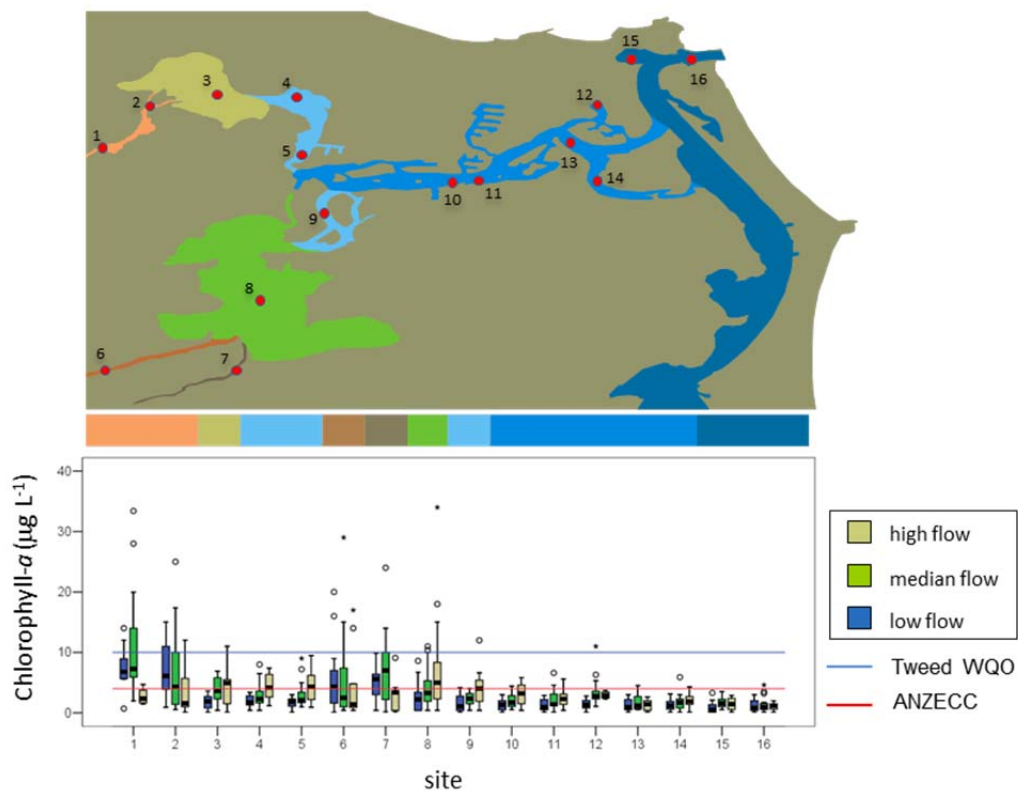 15
16
3
4
2
12
1
13
5
14
10
11
9
8
6
7
40
30
20
10
0
Chlorophyll-a (µg L-1)
1 2 3 4 5 6 7 8 9 10 11 12 13 14 15 16
site
high flow
median flow
low flow
Tweed WQO
ANZECC